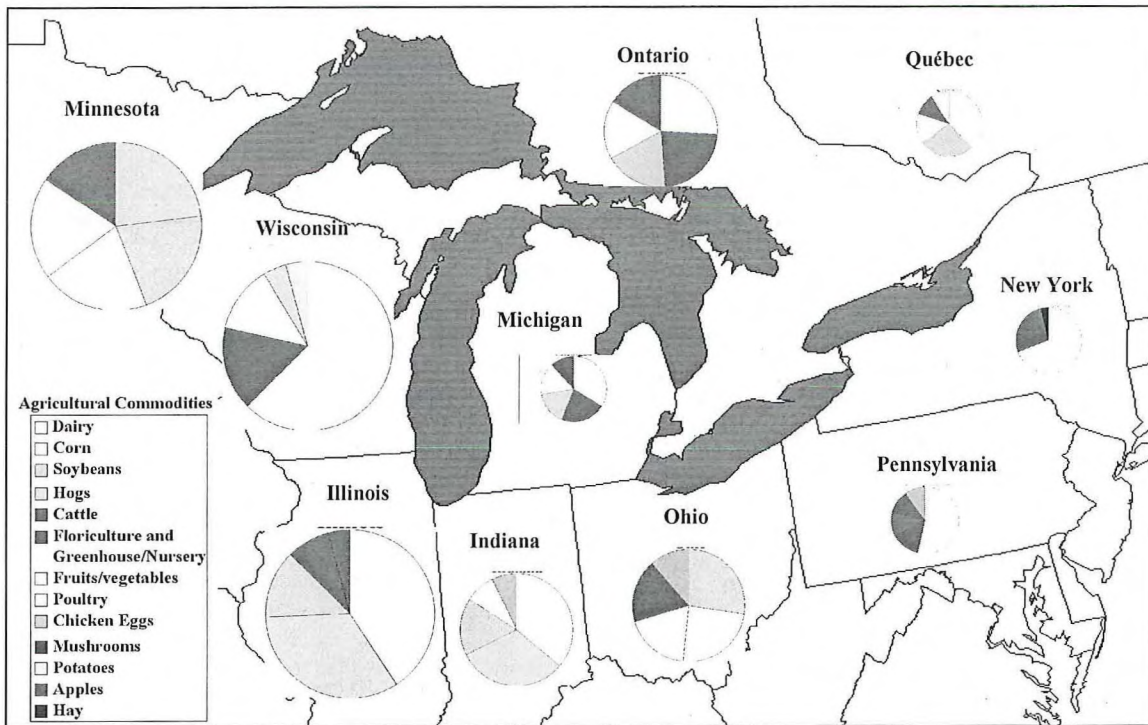 Ontario
Québec
Minnesota
Wisconsin
Michigan
New York
Agricultural Commodities
Dairy
Corn
Soybeans
Hogs
Cattle
Floriculture and
Greenhouse/Nursery
Fruits/vegetables
Poultry
Chicken Eggs
Mushrooms
Potatoes
Apples
Hay
Illinois
Indiana
Ohio
Pennsylvania